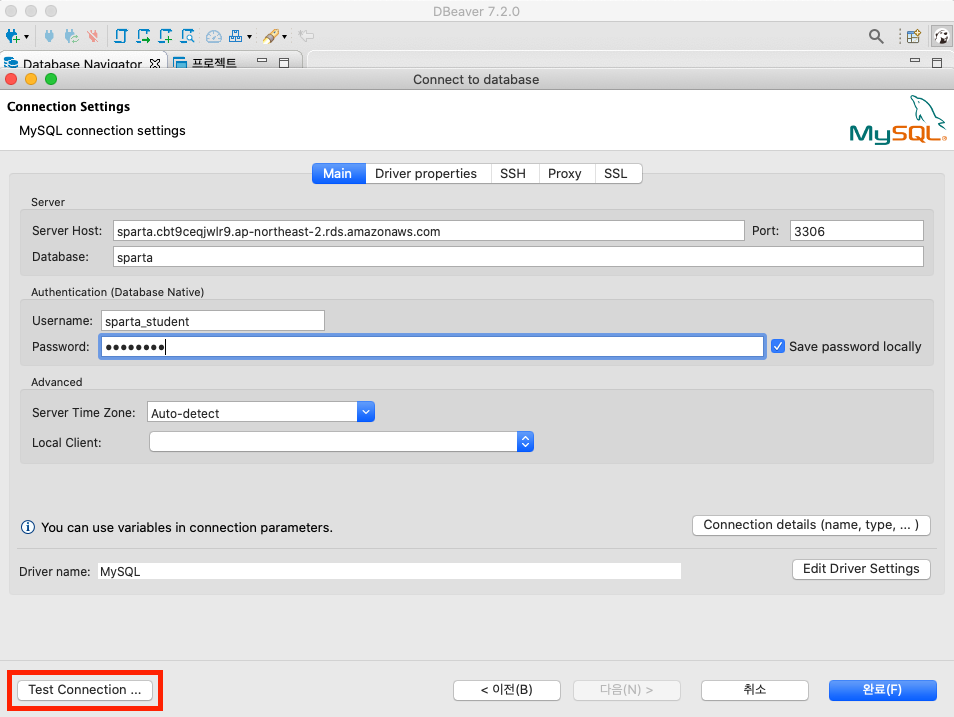 DBeaver 7.2.0
Database Navigator
프로젝트
Connect to database
Connection Settings
MySQL connection settings
MySQL
Main
Driver properties
SSH
Proxy
SSL
Server
Server Host: sparta.cbt9ceqjwlr9.ap-northeast-2.rds.amazonaws.com Port: 3306
Database: sparta
Authentication (Database Native)
Username: sparta_student
Password: ●●●●●●●● Save password locally
Advanced
Server Time Zone: Auto-detect
Local Client:
You can use variables in connection parameters.
Connection details (name, type, ... )
Driver name: MySQL
Edit Driver Settings
Test Connection ...
< 이전(B)
다음(N) >
취소
완료(F)